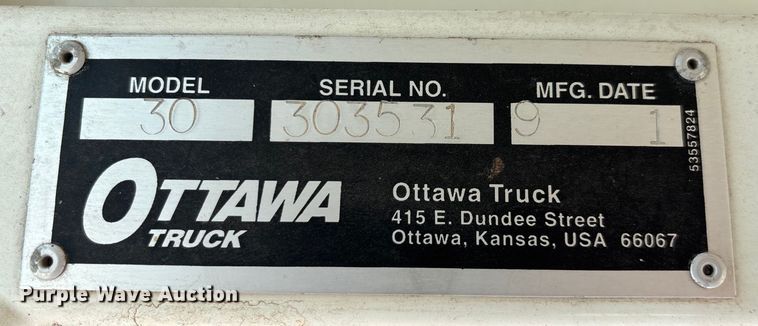 MODEL SERIAL NO. MFG. DATE
30 303531 9 1
53557824
OTTAWA
TRUCK
Ottawa Truck
415 E. Dundee Street
Ottawa, Kansas, USA 66067
Purple Wave Auction